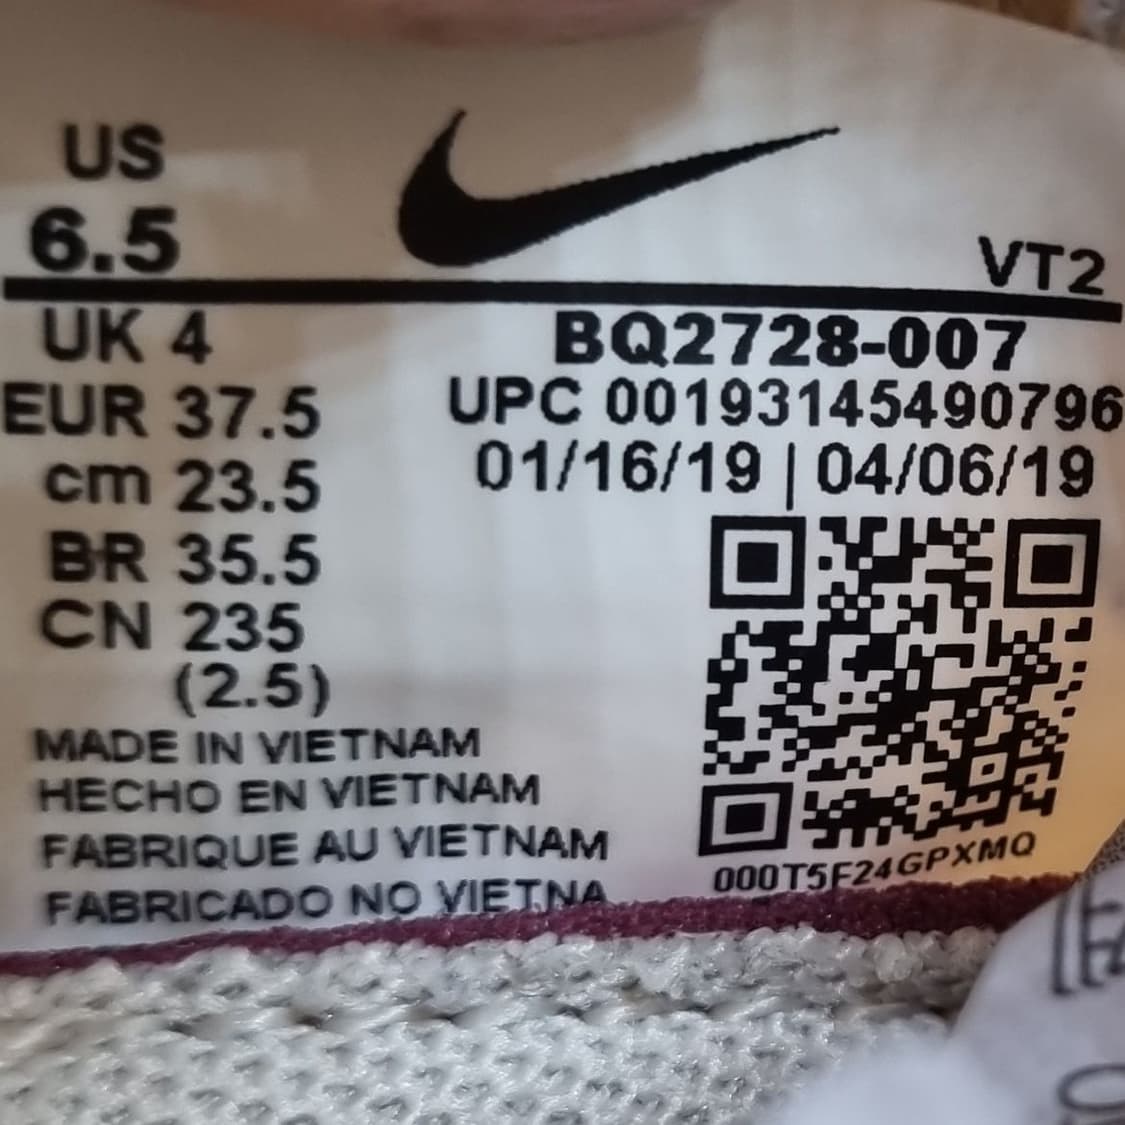 US
6.5
VT2
UK 4
BQ2728-007
EUR 37.5
UPC 00193145490796
cm 23.5
01/16/19 | 04/06/19
BR 35.5
CN 235
(2.5)
MADE IN VIETNAM
HECHO EN VIETNAM
FABRIQUE AU VIETNAM
000T5F24GPXMQ
FABRICADO NO VIETNA